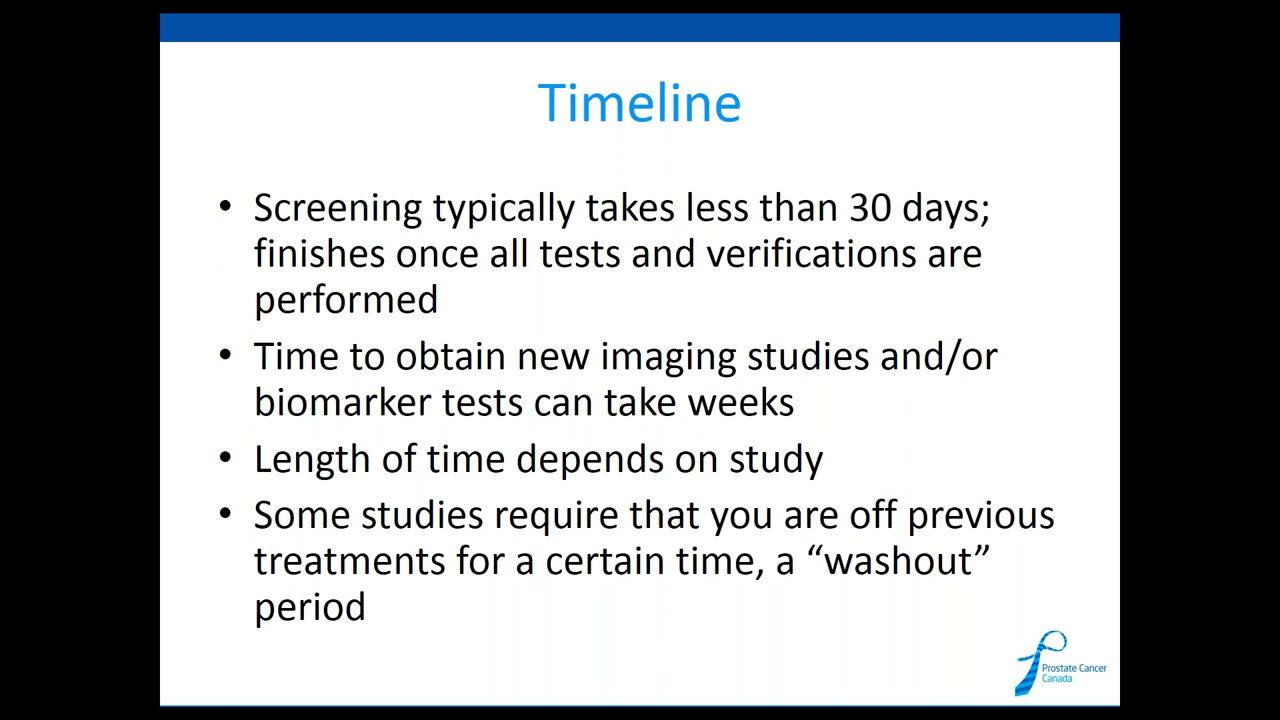 Timeline
• Screening typically takes less than 30 days;
finishes once all tests and verifications are
performed
• Time to obtain new imaging studies and/or
biomarker tests can take weeks
• Length of time depends on study
• Some studies require that you are off previous
treatments for a certain time, a “washout”
period
Prostate Cancer
Canada